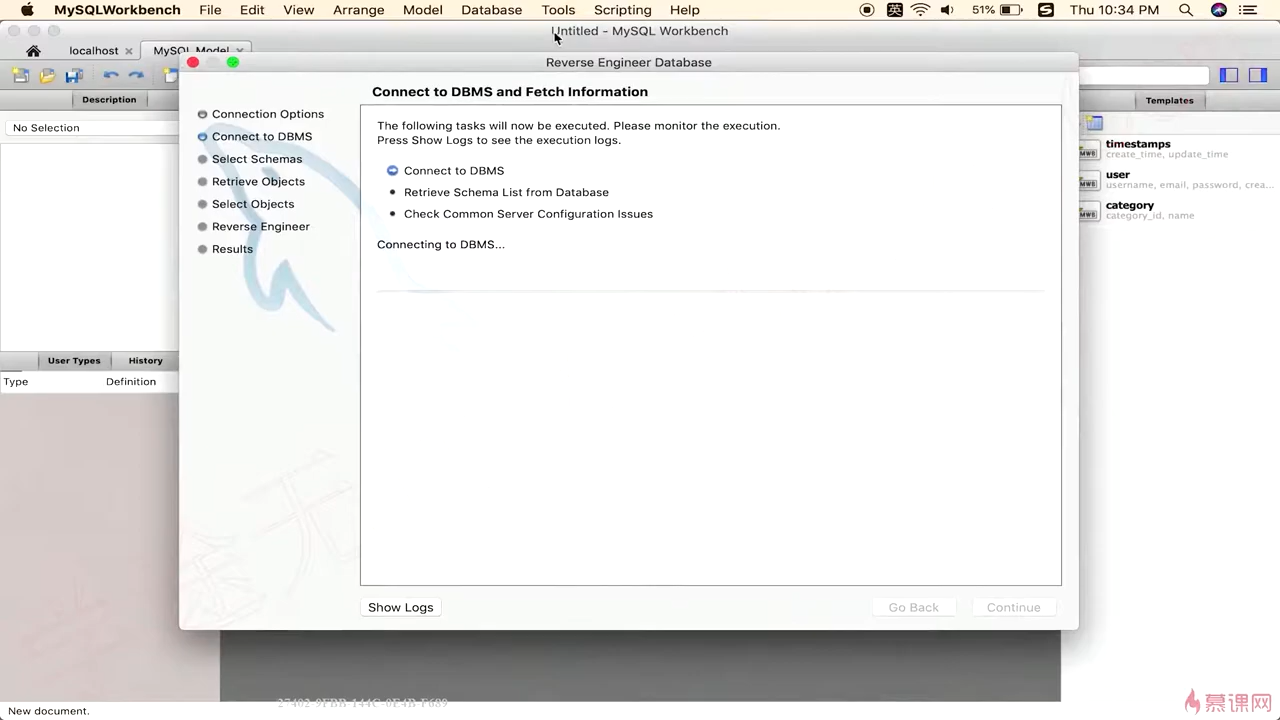 MySQLWorkbench File Edit View Arrange Model Database Tools Scripting Help 英 51% S Thu 10:34 PM
Untitled - MySQL Workbench
localhost × MySQL Model ×
Reverse Engineer Database
Description
Templates
No Selection
Connect to DBMS and Fetch Information
Connection Options
Connect to DBMS
Select Schemas
Retrieve Objects
Select Objects
Reverse Engineer
Results
The following tasks will now be executed. Please monitor the execution.
Press Show Logs to see the execution logs.
Connect to DBMS
Retrieve Schema List from Database
Check Common Server Configuration Issues
Connecting to DBMS...
timestamps
create_time, update_time
user
username, email, password, crea...
category
category_id, name
User Types History
Type Definition
Show Logs Go Back Continue
New document.
慕课网